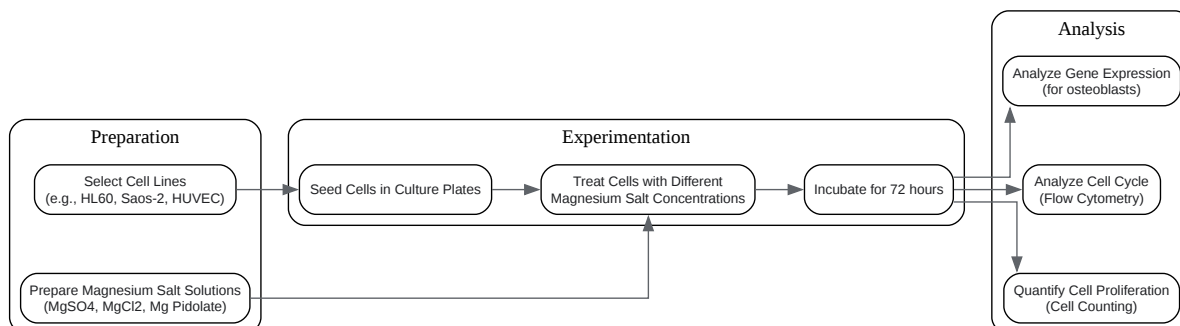 Preparation
Select Cell Lines
(e.g., HL60, Saos-2, HUVEC)
Prepare Magnesium Salt Solutions
(MgSO4, MgCl2, Mg Pidolate)
Experimentation
Seed Cells in Culture Plates
Treat Cells with Different
Magnesium Salt Concentrations
Incubate for 72 hours
Analysis
Analyze Gene Expression
(for osteoblasts)
Analyze Cell Cycle
(Flow Cytometry)
Quantify Cell Proliferation
(Cell Counting)